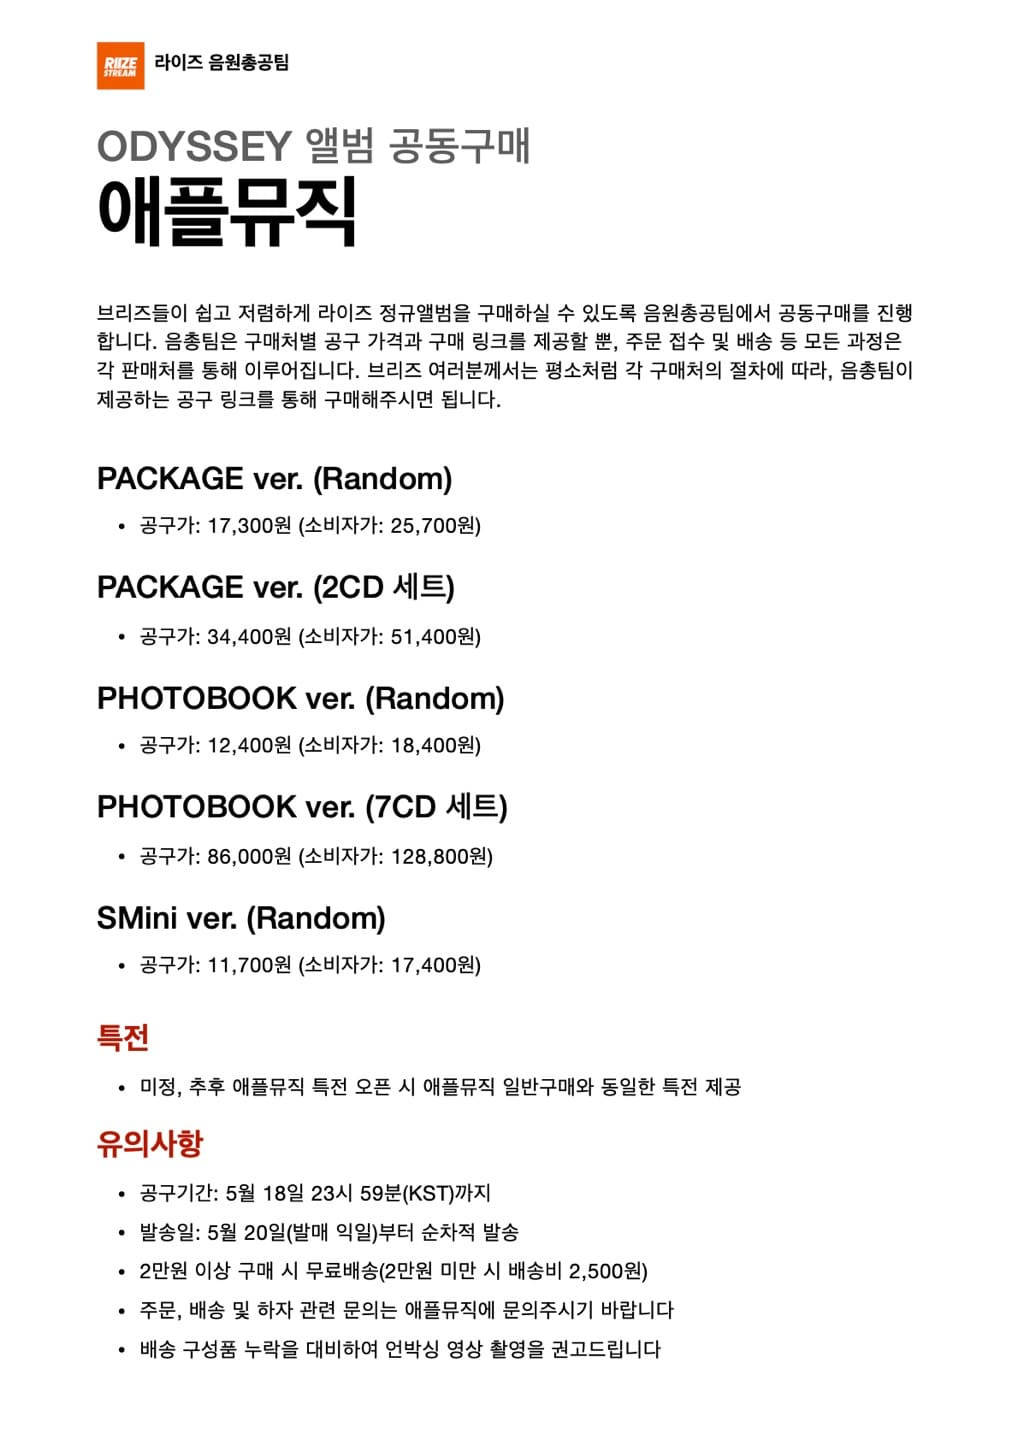 RIIZE
STREAM
라이즈 음원총공팀
ODYSSEY 앨범 공동구매
애플뮤직
브리즈들이 쉽고 저렴하게 라이즈 정규앨범을 구매하실 수 있도록 음원총공팀에서 공동구매를 진행
합니다. 음총팀은 구매처별 공구 가격과 구매 링크를 제공할 뿐, 주문 접수 및 배송 등 모든 과정은
각 판매처를 통해 이루어집니다. 브리즈 여러분께서는 평소처럼 각 구매처의 절차에 따라, 음총팀이
제공하는 공구 링크를 통해 구매해주시면 됩니다.
PACKAGE ver. (Random)
• 공구가: 17,300원 (소비자가: 25,700원)
PACKAGE ver. (2CD 세트)
• 공구가: 34,400원 (소비자가: 51,400원)
PHOTOBOOK ver. (Random)
• 공구가: 12,400원 (소비자가: 18,400원)
PHOTOBOOK ver. (7CD 세트)
• 공구가: 86,000원 (소비자가: 128,800원)
SMini ver. (Random)
• 공구가: 11,700원 (소비자가: 17,400원)
특전
• 미정, 추후 애플뮤직 특전 오픈 시 애플뮤직 일반구매와 동일한 특전 제공
유의사항
• 공구기간: 5월 18일 23시 59분(KST)까지
• 발송일: 5월 20일(발매 익일)부터 순차적 발송
• 2만원 이상 구매 시 무료배송(2만원 미만 시 배송비 2,500원)
• 주문, 배송 및 하자 관련 문의는 애플뮤직에 문의주시기 바랍니다
• 배송 구성품 누락을 대비하여 언박싱 영상 촬영을 권고드립니다